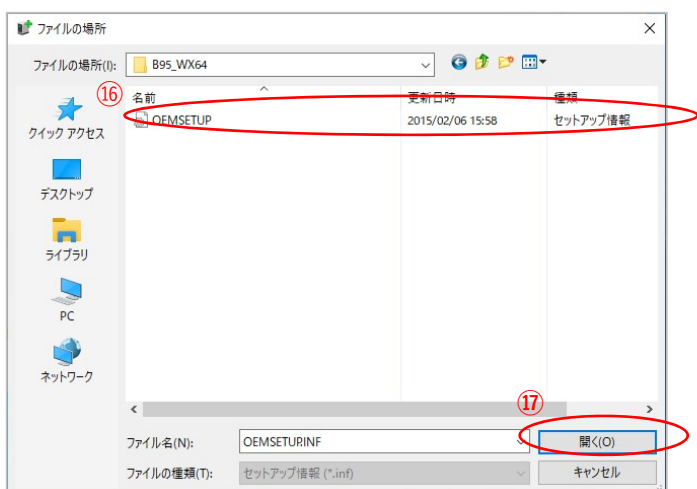 ファイルの場所
ファイルの場所(I): B95_WX64
⑯ 名前 更新日時 種類
OEMSETUP 2015/02/06 15:58 セットアップ情報
クイック アクセス
デスクトップ
ライブラリ
PC
ネットワーク
⑰
ファイル名(N): OEMSETUP.INF 開く(O)
ファイルの種類(T): セットアップ情報 (*.inf) キャンセル